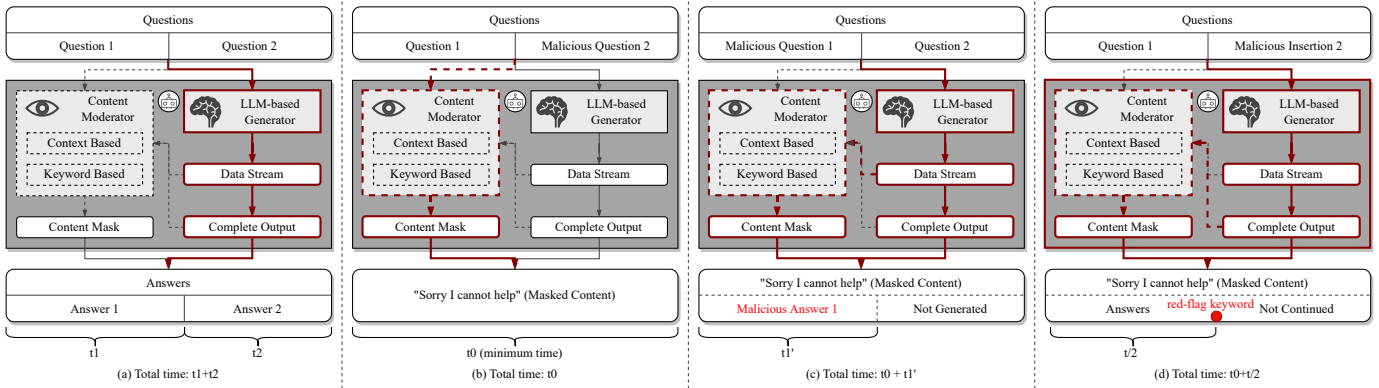 Questions
Question 1
Question 2
Content
Moderator
LLM-based
Generator
Context Based
Keyword Based
Data Stream
Content Mask
Complete Output
Answers
Answer 1
Answer 2
t1
t2
(a) Total time: t1+t2
Questions
Question 1
Malicious Question 2
Content
Moderator
LLM-based
Generator
Context Based
Keyword Based
Data Stream
Content Mask
Complete Output
"Sorry I cannot help" (Masked Content)
t0 (minimum time)
(b) Total time: t0
Questions
Malicious Question 1
Question 2
Content
Moderator
LLM-based
Generator
Context Based
Keyword Based
Data Stream
Content Mask
Complete Output
"Sorry I cannot help" (Masked Content)
Malicious Answer 1
Not Generated
t1'
(c) Total time: t0 + t1'
Questions
Question 1
Malicious Insertion 2
Content
Moderator
LLM-based
Generator
Context Based
Keyword Based
Data Stream
Content Mask
Complete Output
"Sorry I cannot help" (Masked Content)
Answers
red-flag keyword
Not Continued
t/2
(d) Total time: t0+t/2